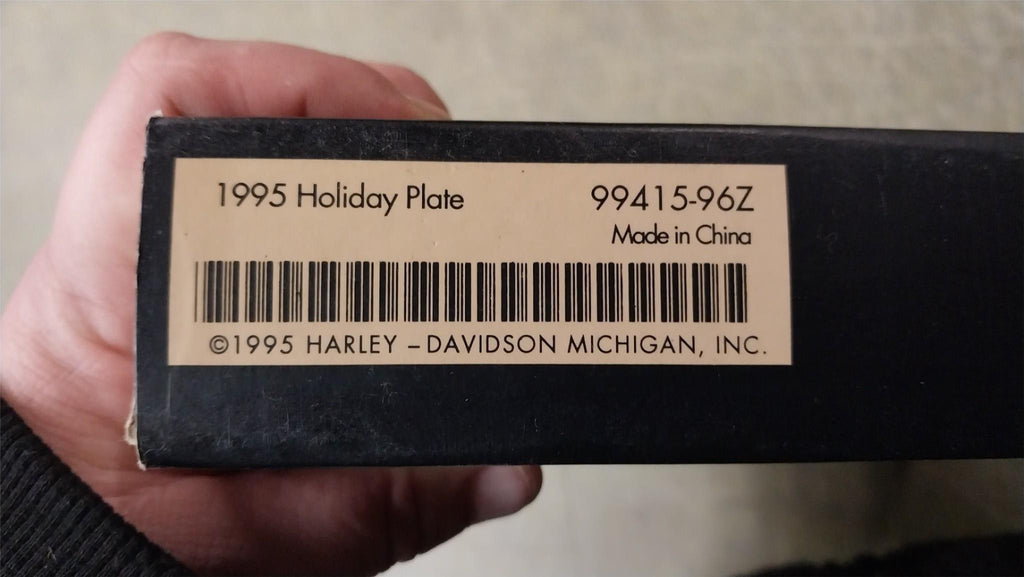 1995 Holiday Plate 99415-96Z
Made in China
©1995 HARLEY – DAVIDSON MICHIGAN, INC.